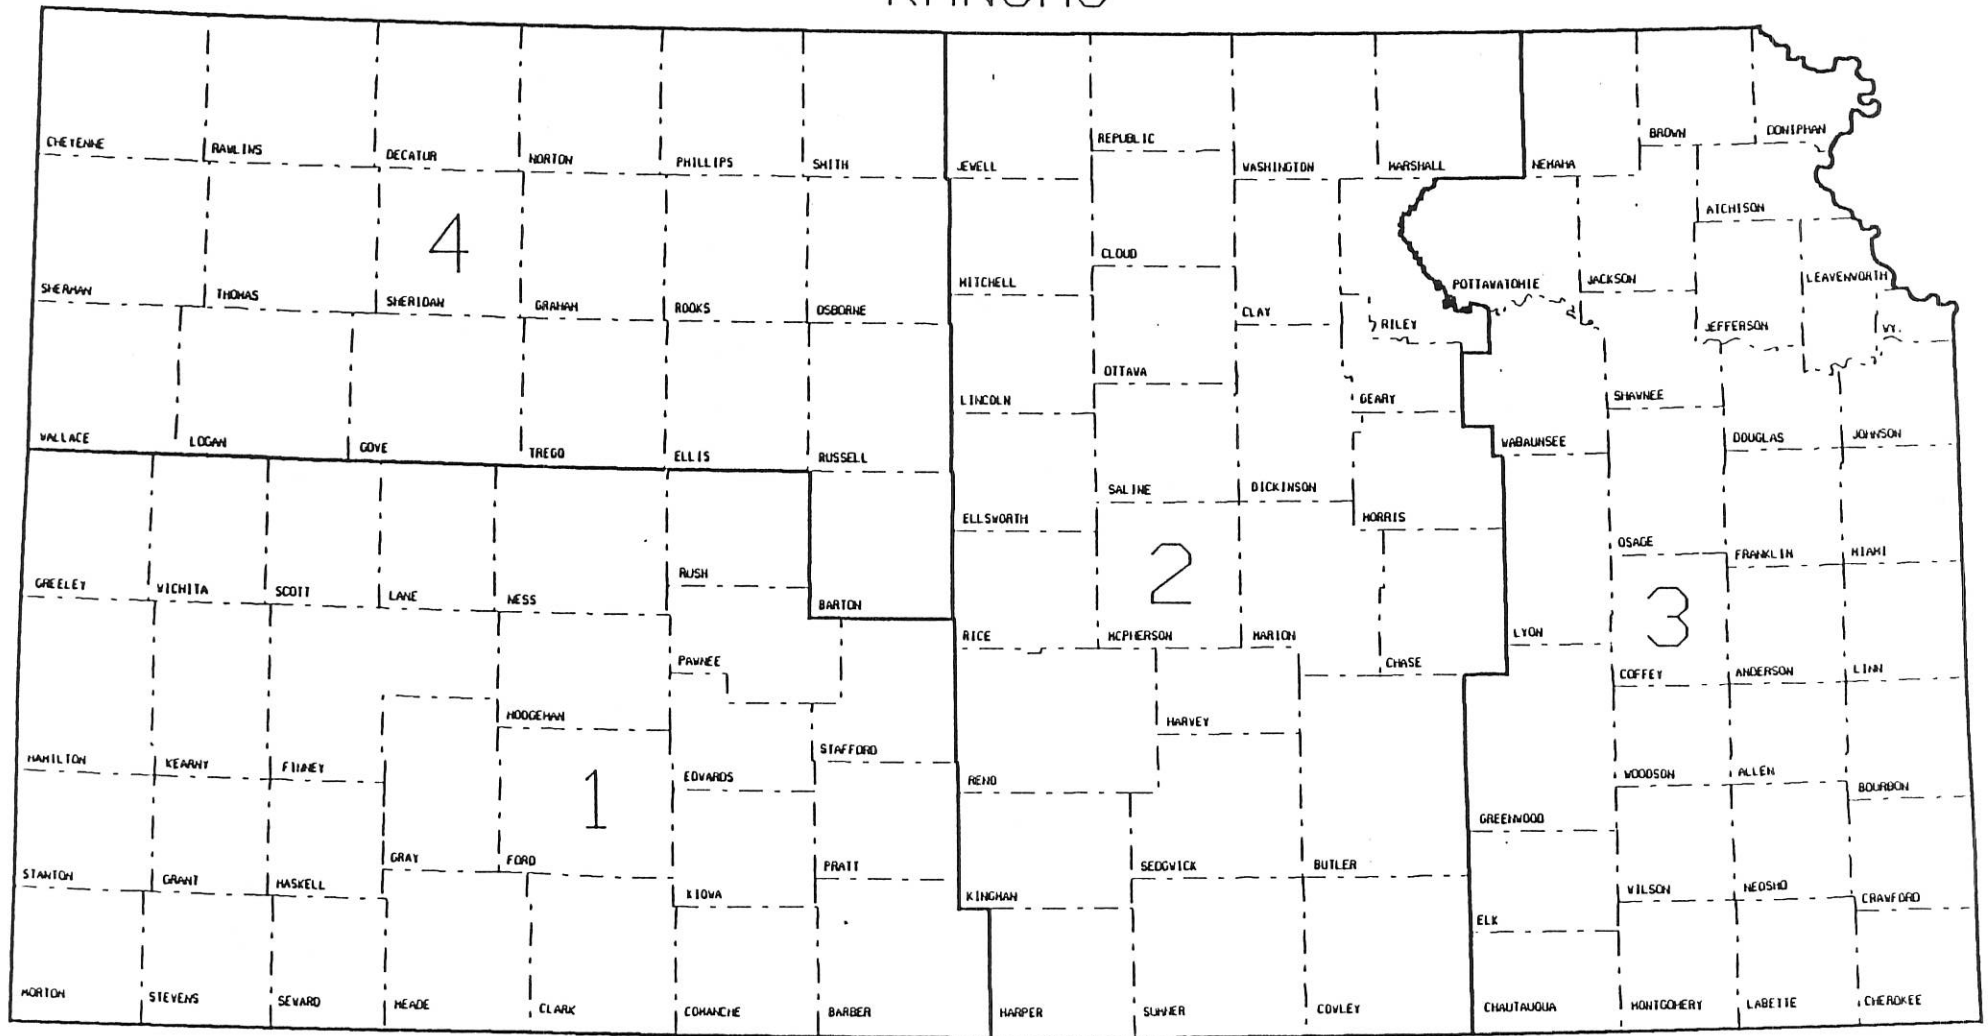 KANSAS
CHEYENNE
RAWLINS
DECATUR
NORTON
PHILLIPS
SMITH
JEWELL
REPUBLIC
WASHINGTON
MARSHALL
NEMAHA
BROWN
DONIPHAN
ATCHISON
4
SHERMAN
THOMAS
SHERIDAN
GRAHAM
ROOKS
OSBORNE
MITCHELL
CLOUD
CLAY
RILEY
POTTAWATOMIE
JACKSON
JEFFERSON
LEAVENWORTH
WY.
WALLACE
LOGAN
GOVE
TREGO
ELLIS
RUSSELL
LINCOLN
OTTAWA
GEARY
WABAUNSEE
SHAWNEE
DOUGLAS
JOHNSON
ELLSWORTH
SALINE
DICKINSON
MORRIS
OSAGE
FRANKLIN
MIAMI
GREELEY
WICHITA
SCOTT
LANE
NESS
RUSH
BARTON
2
3
RICE
MCPHERSON
MARION
CHASE
LYON
COFFEY
ANDERSON
LINN
PAWNEE
HODGEMAN
HAMILTON
KEARNY
FINNEY
1
EDWARDS
STAFFORD
RENO
HARVEY
WOODSON
ALLEN
BOURBON
GREENWOOD
STANTON
GRANT
HASKELL
GRAY
FORD
KIOWA
PRATT
KINGMAN
SEDGWICK
BUTLER
ELK
WILSON
NEOSHO
CRAWFORD
MORTON
STEVENS
SEWARD
MEADE
CLARK
COMANCHE
BARBER
HARPER
SUMNER
COWLEY
CHAUTAUQUA
MONTGOMERY
LABETTE
CHEROKEE